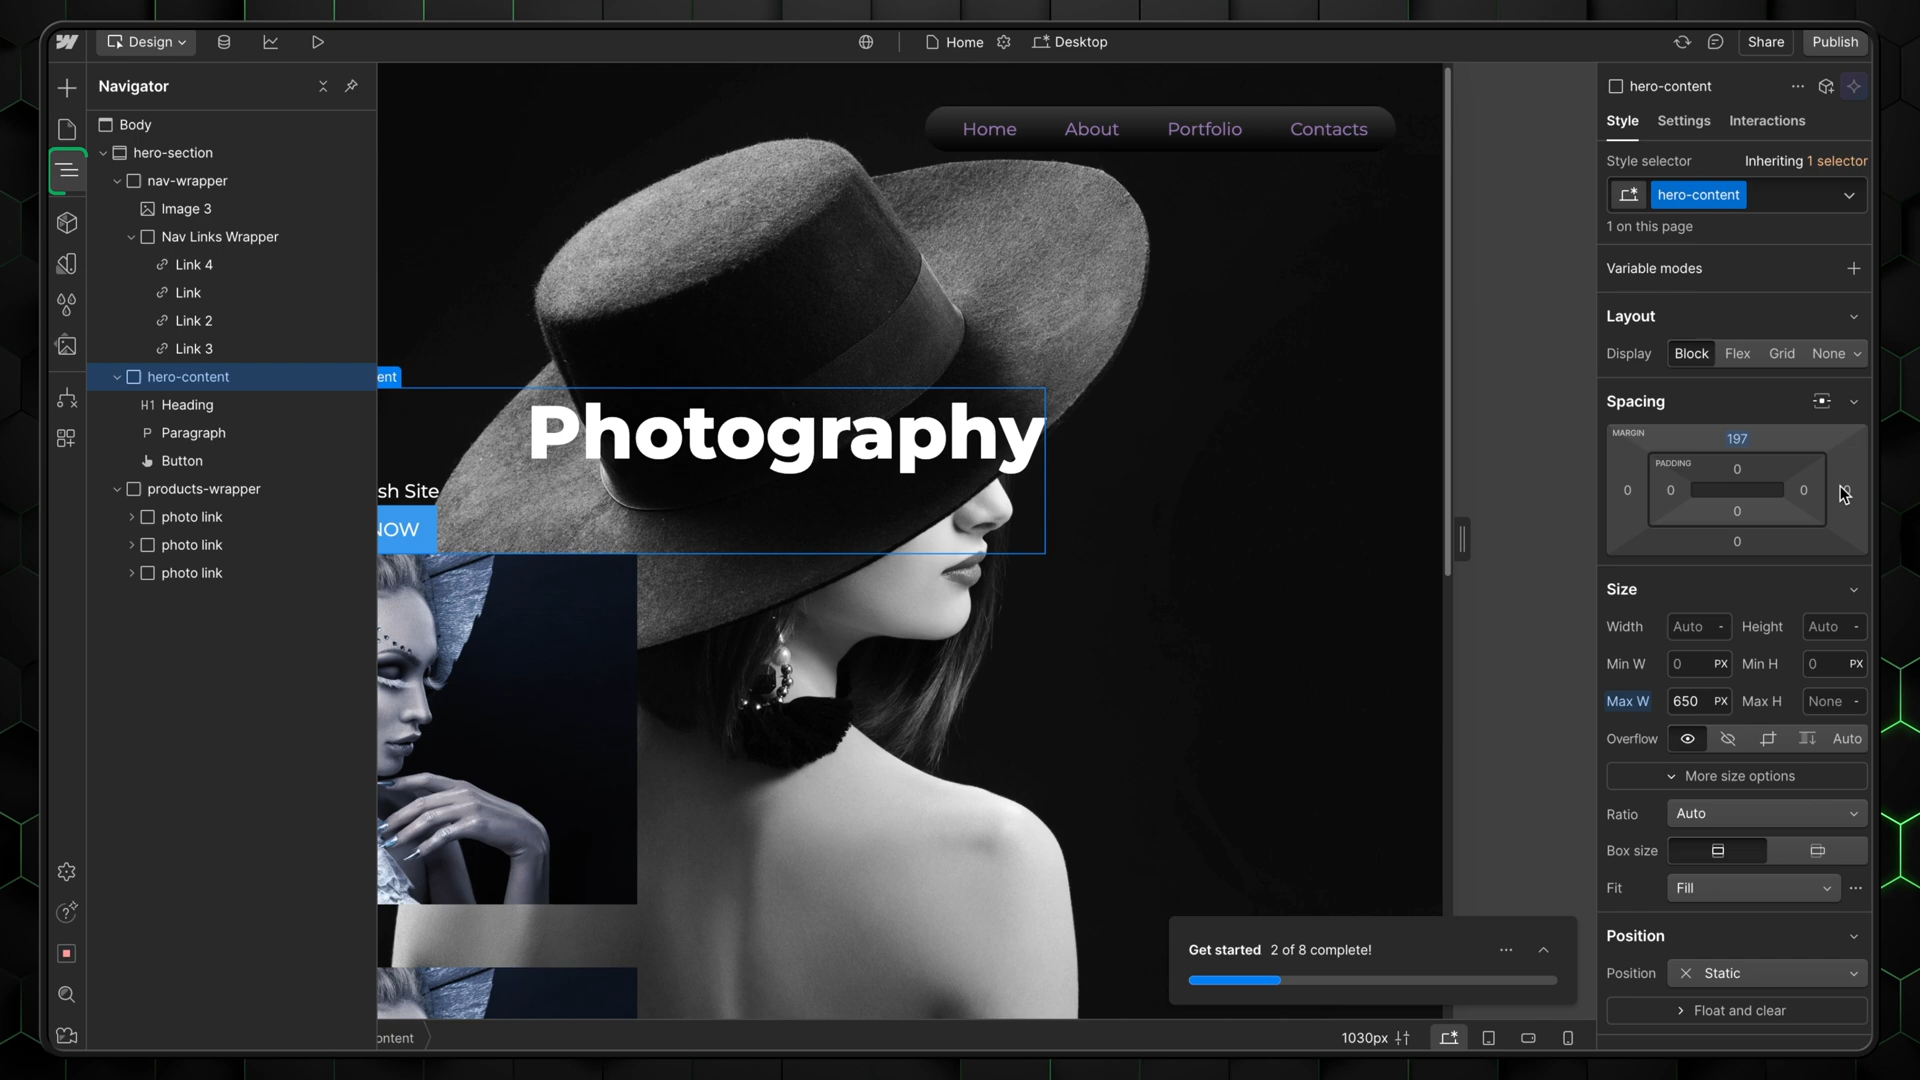 Design
Home
Desktop
Share
Publish
Navigator
Body
hero-section
nav-wrapper
Image 3
Nav Links Wrapper
Link 4
Link
Link 2
Link 3
hero-content
H1 Heading
P Paragraph
Button
products-wrapper
photo link
photo link
photo link
Home About Portfolio Contacts
ent
Photography
sh Site
NOW
Get started 2 of 8 complete!
ontent
1030px
hero-content
Style Settings Interactions
Style selector Inheriting 1 selector
hero-content
1 on this page
Variable modes
Layout
Display Block Flex Grid None
Spacing
MARGIN 197
PADDING 0
0 0 0
0
0
Size
Width Auto - Height Auto -
Min W 0 PX Min H 0 PX
Max W 650 PX Max H None -
Overflow Auto
More size options
Ratio Auto
Box size
Fit Fill
Position
Position Static
Float and clear